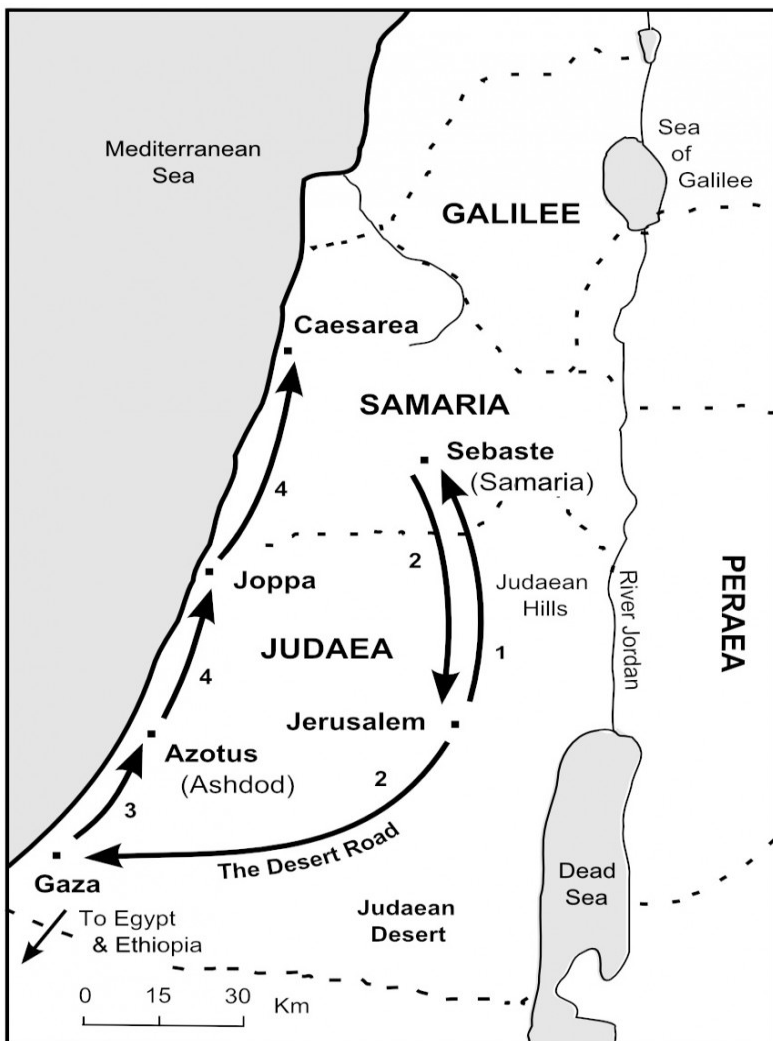 Mediterranean
Sea
Sea
of
Galilee
GALILEE
Caesarea
SAMARIA
Sebaste
(Samaria)
4
2
Joppa
Judaean
Hills
River Jordan
PERAEA
JUDAEA
1
4
Jerusalem
Azotus
(Ashdod)
2
3
The Desert Road
Gaza
Dead
Sea
To Egypt
& Ethiopia
Judaean
Desert
0 15 30 Km